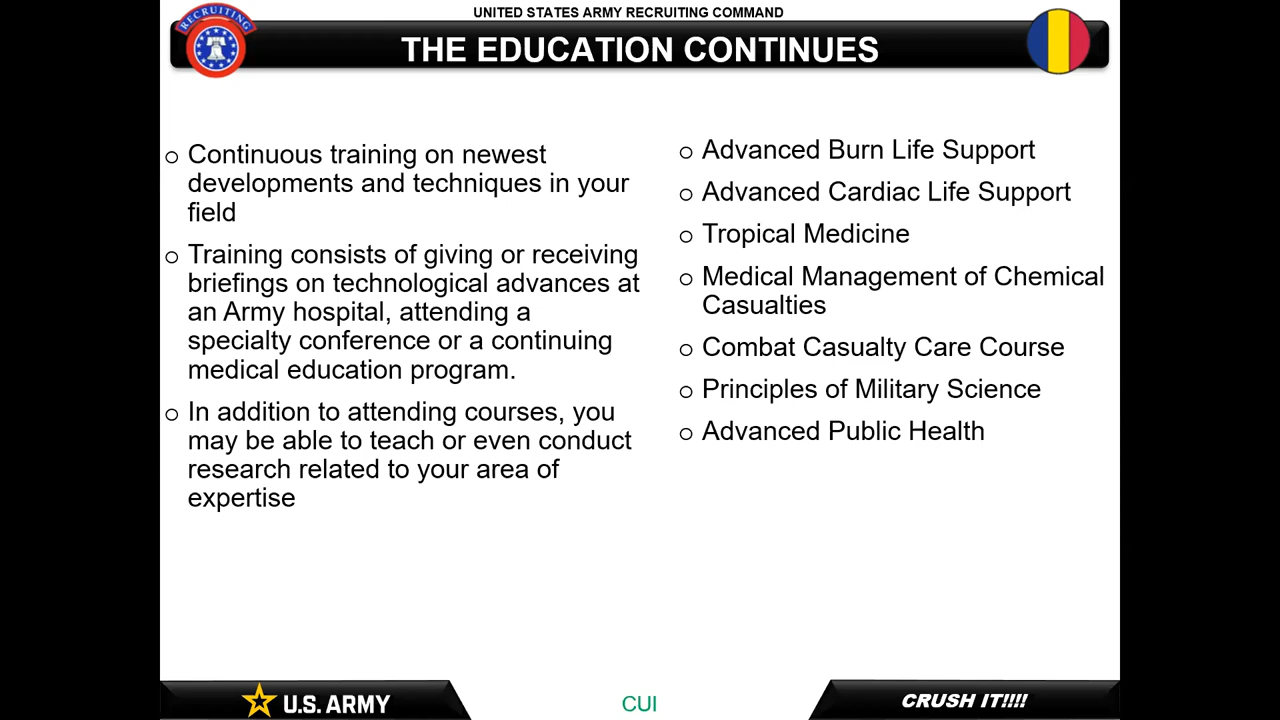 UNITED STATES ARMY RECRUITING COMMAND
RECRUITING
THE EDUCATION CONTINUES
o Continuous training on newest
developments and techniques in your
field
o Training consists of giving or receiving
briefings on technological advances at
an Army hospital, attending a
specialty conference or a continuing
medical education program.
o In addition to attending courses, you
may be able to teach or even conduct
research related to your area of
expertise
o Advanced Burn Life Support
o Advanced Cardiac Life Support
o Tropical Medicine
o Medical Management of Chemical
Casualties
o Combat Casualty Care Course
o Principles of Military Science
o Advanced Public Health
U.S. ARMY
CUI
CRUSH IT!!!!